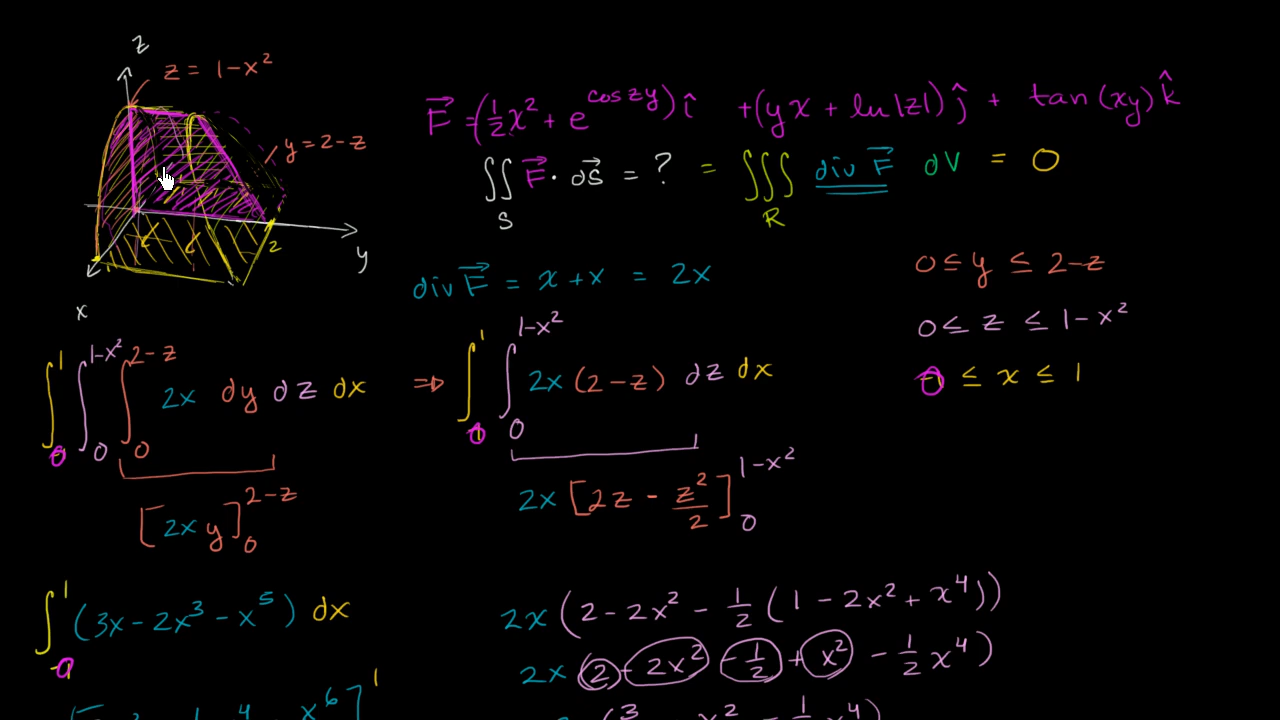 z
z = 1-x²
F⃗ = (½x² + e^{cos zy}) î + (yx + ln|z|) ĵ + tan(xy) k̂
y = 2-z
∬_S F⃗ · dS⃗ = ? = ∭_R div F⃗ dV = 0
2
y
x
div F⃗ = x + x = 2x
0 ≤ y ≤ 2-z
0 ≤ z ≤ 1-x²
0 ≤ x ≤ 1
∫_0^1 ∫_0^{1-x²} ∫_0^{2-z} 2x dy dz dx ⇒ ∫_0^1 ∫_0^{1-x²} 2x (2-z) dz dx
[2xy]_0^{2-z}
2x [2z - z²/2]_0^{1-x²}
∫_0^1 (3x - 2x³ - x⁵) dx
2x (2 - 2x² - ½ (1 - 2x² + x⁴))
2x (2 - 2x² - ½ + x² - ½ x⁴)